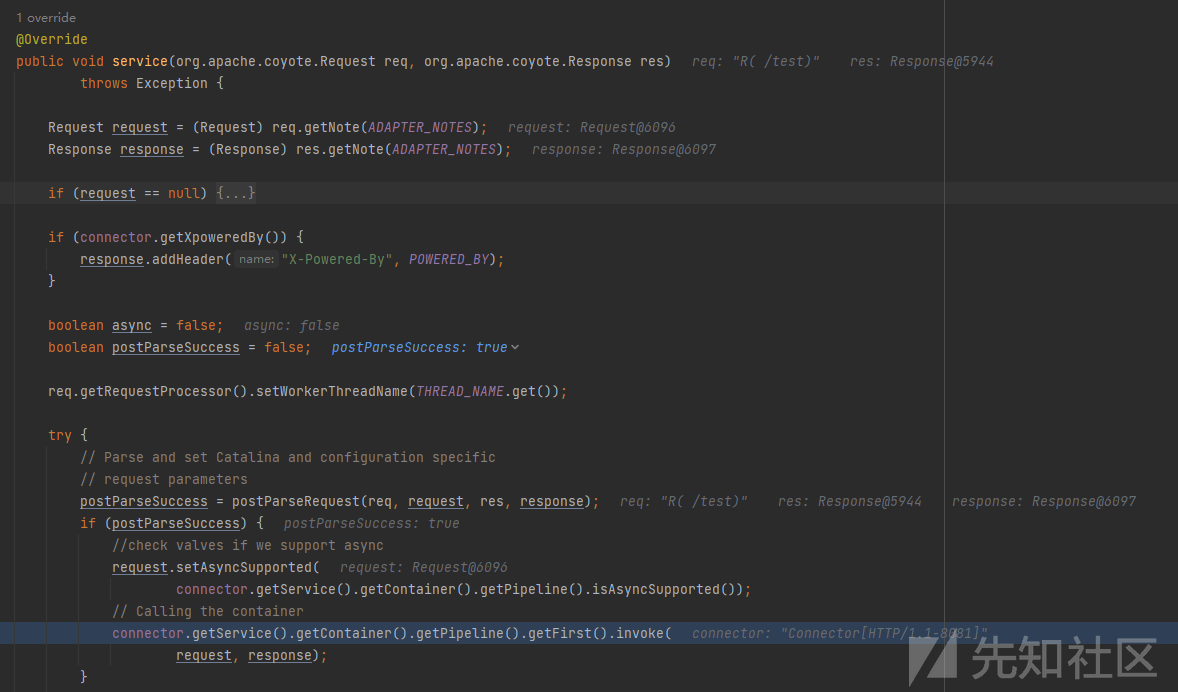 1 override
@Override
public void service(org.apache.coyote.Request req, org.apache.coyote.Response res)   req: "R( /test)"    res: Response@5944
        throws Exception {

    Request request = (Request) req.getNote(ADAPTER_NOTES);   request: Request@6096
    Response response = (Response) res.getNote(ADAPTER_NOTES);   response: Response@6097

    if (request == null) {...}

    if (connector.getXpoweredBy()) {
        response.addHeader( name: "X-Powered-By", POWERED_BY);
    }

    boolean async = false;   async: false
    boolean postParseSuccess = false;   postParseSuccess: true

    req.getRequestProcessor().setWorkerThreadName(THREAD_NAME.get());

    try {
        // Parse and set Catalina and configuration specific
        // request parameters
        postParseSuccess = postParseRequest(req, request, res, response);   req: "R( /test)"    res: Response@5944    response: Response@6097
        if (postParseSuccess) {   postParseSuccess: true
            //check valves if we support async
            request.setAsyncSupported(   request: Request@6096
                    connector.getService().getContainer().getPipeline().isAsyncSupported());
            // Calling the container
            connector.getService().getContainer().getPipeline().getFirst().invoke(   connector: "Connector[HTTP/1.1-8081]"
                    request, response);
        }
先知社区